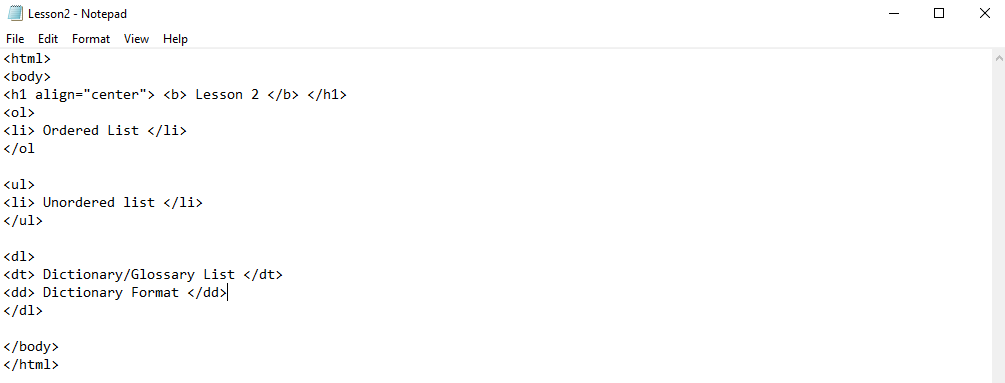 Lesson2 - Notepad
File Edit Format View Help
<html>
<body>
<h1 align="center"> <b> Lesson 2 </b> </h1>
<ol>
<li> Ordered List </li>
</ol

<ul>
<li> Unordered list </li>
</ul>

<dl>
<dt> Dictionary/Glossary List </dt>
<dd> Dictionary Format </dd>
</dl>

</body>
</html>